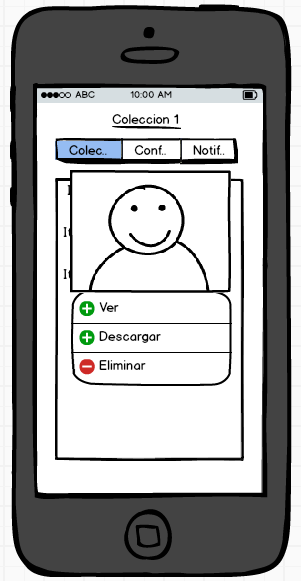 ABC 10:00 AM
Coleccion 1
Colec.. Conf.. Notif..
Ver
Descargar
Eliminar